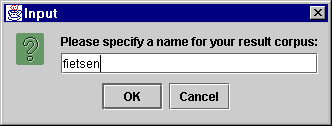 Input
Please specify a name for your result corpus:
fietsen
OK Cancel